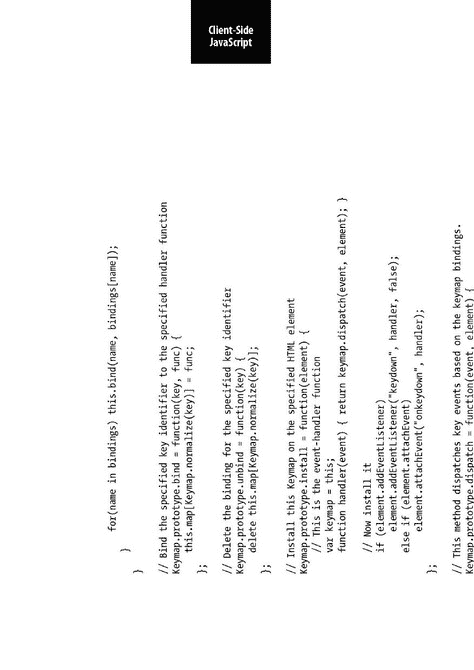 Client-Side
JavaScript
for(name in bindings) this.bind(name, bindings[name]);
}
}
// Bind the specified key identifier to the specified handler function
Keymap.prototype.bind = function(key, func) {
this.map[Keymap.normalize(key)] = func;
};
// Delete the binding for the specified key identifier
Keymap.prototype.unbind = function(key) {
delete this.map[Keymap.normalize(key)];
};
// Install this Keymap on the specified HTML element
Keymap.prototype.install = function(element) {
// This is the event-handler function
var keymap = this;
function handler(event) { return keymap.dispatch(event, element); }
// Now install it
if (element.addEventListener)
element.addEventListener("keydown", handler, false);
else if (element.attachEvent)
element.attachEvent("onkeydown", handler);
};
// This method dispatches key events based on the keymap bindings.
Keymap.prototype.dispatch = function(event, element) {